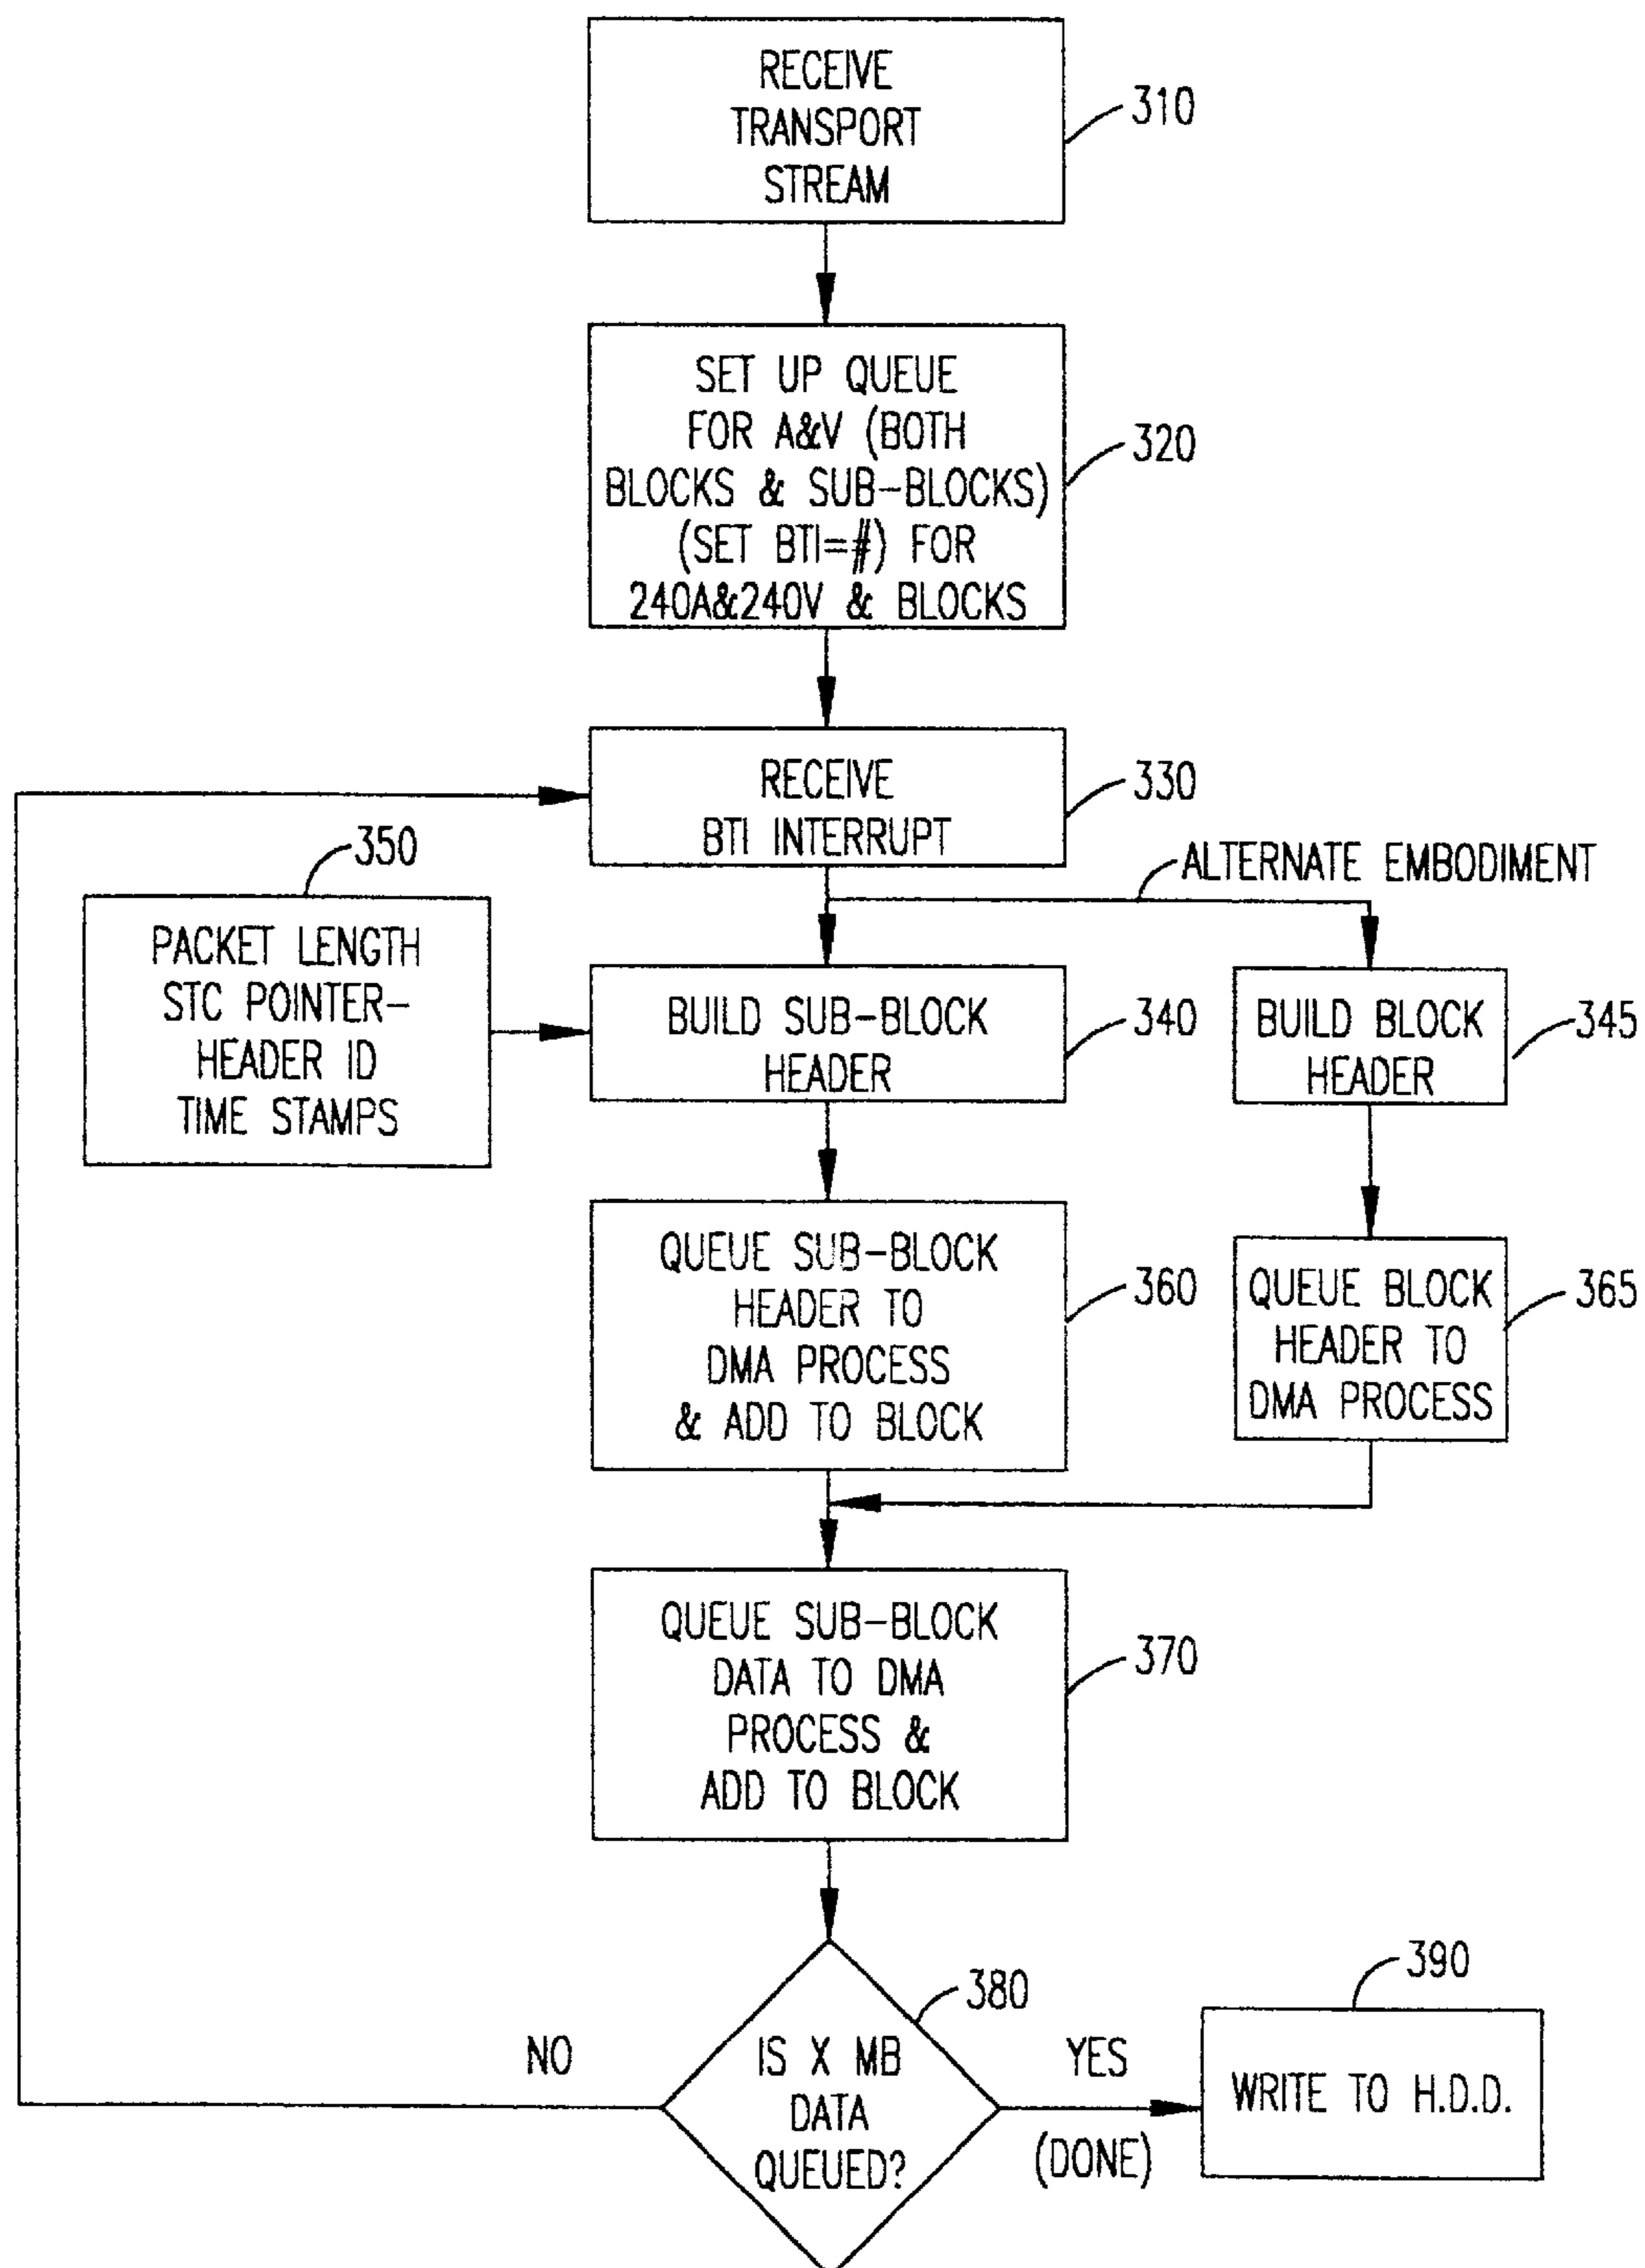 RECEIVE
TRANSPORT
STREAM
310
SET UP QUEUE
FOR A&V (BOTH
BLOCKS & SUB-BLOCKS)
(SET BTI=#) FOR
240A&240V & BLOCKS
320
RECEIVE
BTI INTERRUPT
330
ALTERNATE EMBODIMENT
350
PACKET LENGTH
STC POINTER-
HEADER ID
TIME STAMPS
BUILD SUB-BLOCK
HEADER
340
BUILD BLOCK
HEADER
345
QUEUE SUB-BLOCK
HEADER TO
DMA PROCESS
& ADD TO BLOCK
360
QUEUE BLOCK
HEADER TO
DMA PROCESS
365
QUEUE SUB-BLOCK
DATA TO DMA
PROCESS &
ADD TO BLOCK
370
IS X MB
DATA
QUEUED?
380
NO
YES
(DONE)
390
WRITE TO H.D.D.